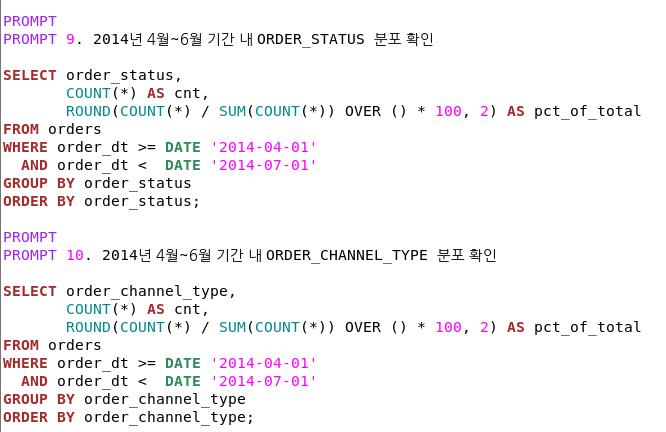 PROMPT
PROMPT 9. 2014년 4월~6월 기간 내 ORDER_STATUS 분포 확인
SELECT order_status,
       COUNT(*) AS cnt,
       ROUND(COUNT(*) / SUM(COUNT(*)) OVER () * 100, 2) AS pct_of_total
FROM orders
WHERE order_dt >= DATE '2014-04-01'
  AND order_dt <  DATE '2014-07-01'
GROUP BY order_status
ORDER BY order_status;
PROMPT
PROMPT 10. 2014년 4월~6월 기간 내 ORDER_CHANNEL_TYPE 분포 확인
SELECT order_channel_type,
       COUNT(*) AS cnt,
       ROUND(COUNT(*) / SUM(COUNT(*)) OVER () * 100, 2) AS pct_of_total
FROM orders
WHERE order_dt >= DATE '2014-04-01'
  AND order_dt <  DATE '2014-07-01'
GROUP BY order_channel_type
ORDER BY order_channel_type;